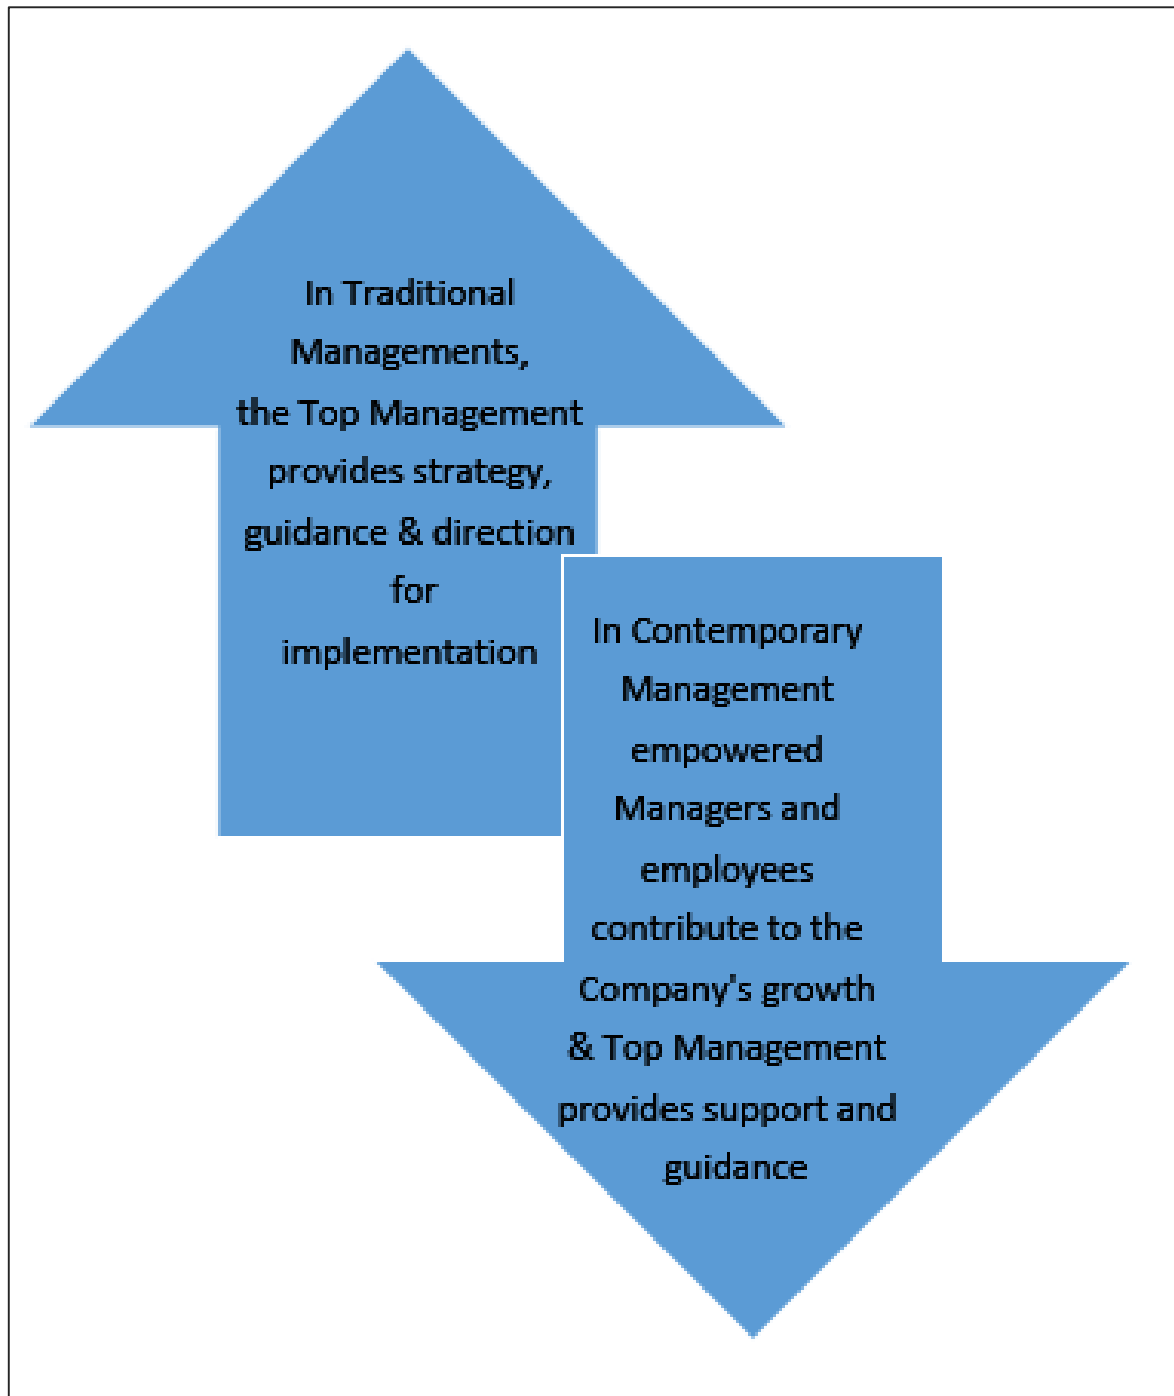 In Traditional
Managements,
the Top Management
provides strategy,
guidance & direction
for
implementation
In Contemporary
Management
empowered
Managers and
employees
contribute to the
Company's growth
& Top Management
provides support and
guidance